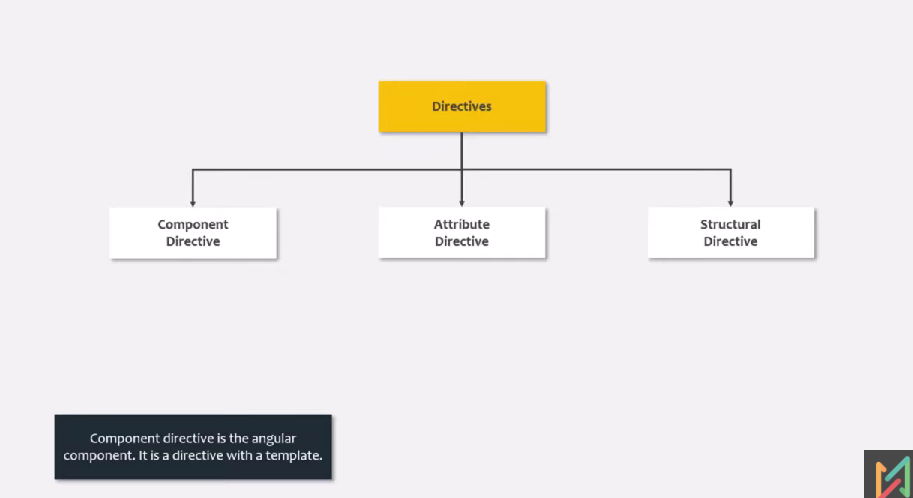 Directives
Component
Directive
Attribute
Directive
Structural
Directive
Component directive is the angular
component. It is a directive with a template.